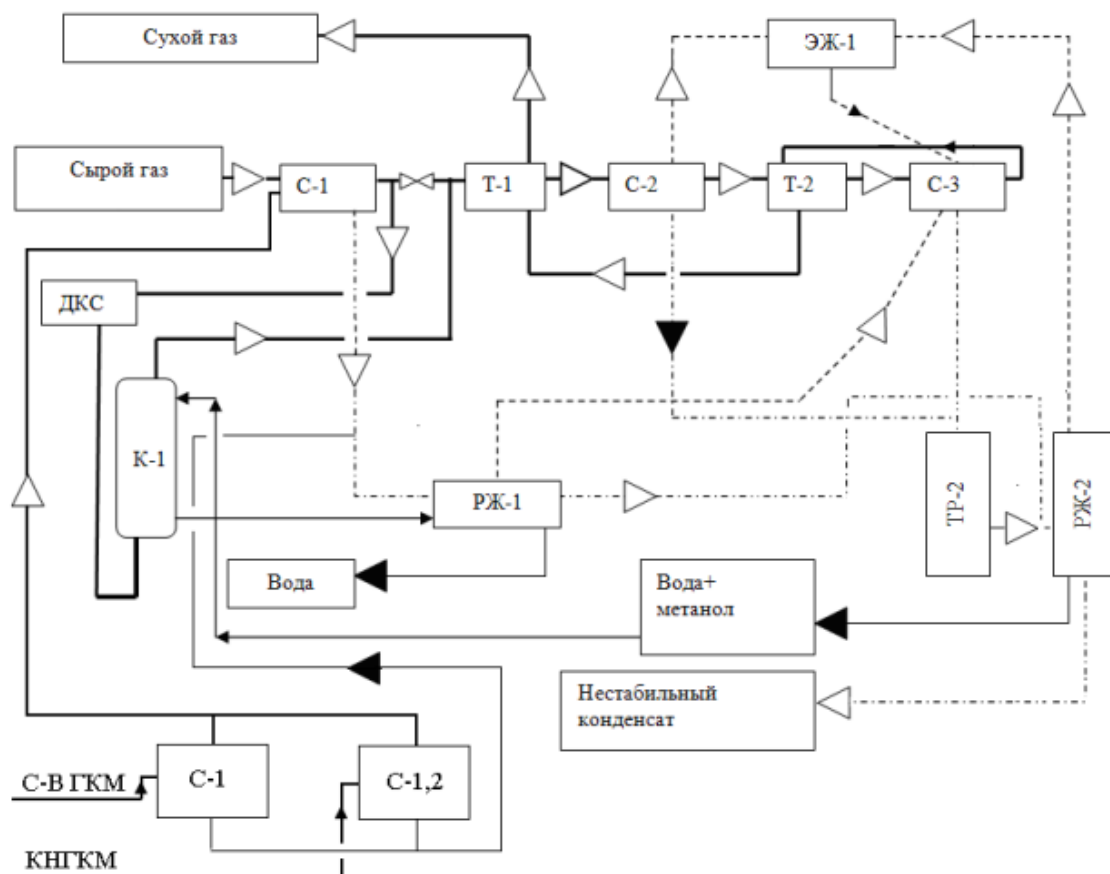 Сухой газ
ЭЖ-1
Сырой газ
С-1
Т-1
С-2
Т-2
С-3
ДКС
К-1
РЖ-1
ТР-2
РЖ-2
Вода
Вода+
метанол
Нестабильный
конденсат
С-В ГКМ
С-1
С-1,2
КНГКМ